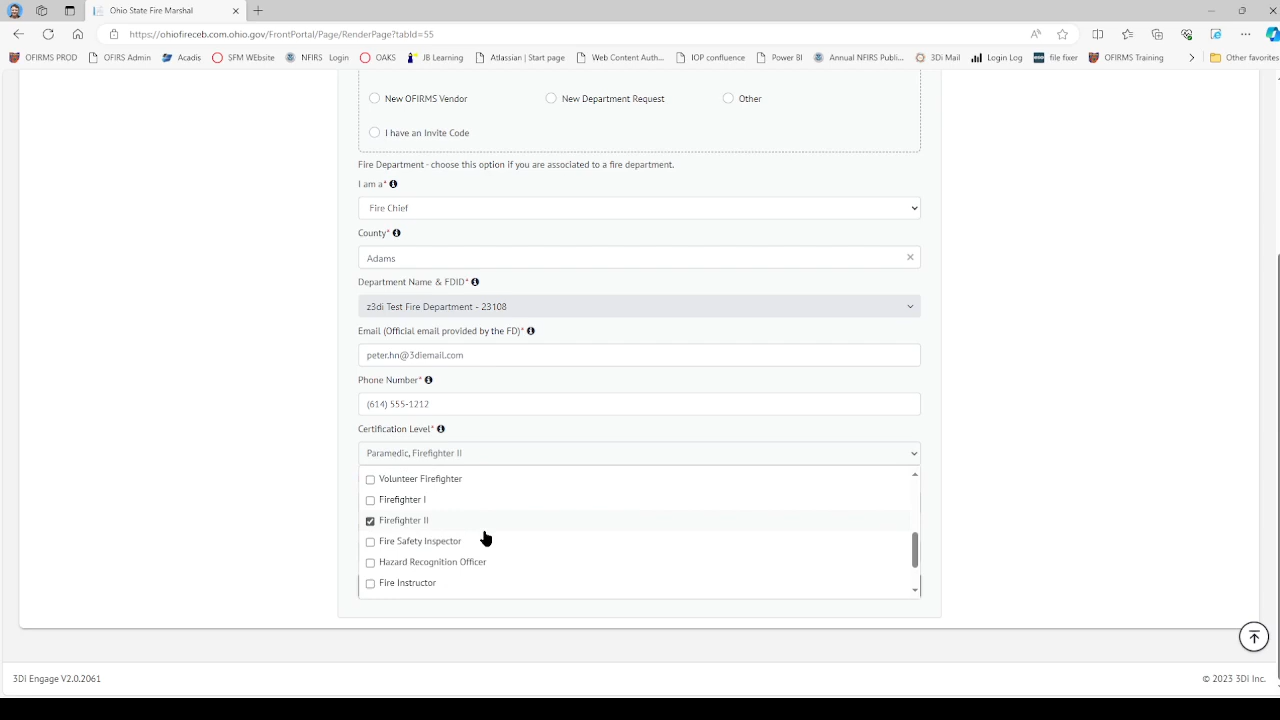 Ohio State Fire Marshal
https://ohiofireceb.com.ohio.gov/FrontPortal/Page/RenderPage?tabId=55
OFIRMS PROD OFIRS Admin Acadis SFM WEbsite NFIRS Login OAKS JB Learning Atlassian | Start page Web Content Auth... IOP confluence Power BI Annual NFIRS Publi... 3Di Mail Login Log file fixer OFIRMS Training Other favorites
New OFIRMS Vendor New Department Request Other
I have an Invite Code
Fire Department - choose this option if you are associated to a fire department.
I am a*
Fire Chief
County*
Adams
Department Name & FDID*
z3di Test Fire Department - 23108
Email (Official email provided by the FD)*
peter.hn@3diemail.com
Phone Number*
(614) 555-1212
Certification Level*
Paramedic, Firefighter II
Volunteer Firefighter
Firefighter I
Firefighter II
Fire Safety Inspector
Hazard Recognition Officer
Fire Instructor
3Di Engage V2.0.2061 © 2023 3Di Inc.